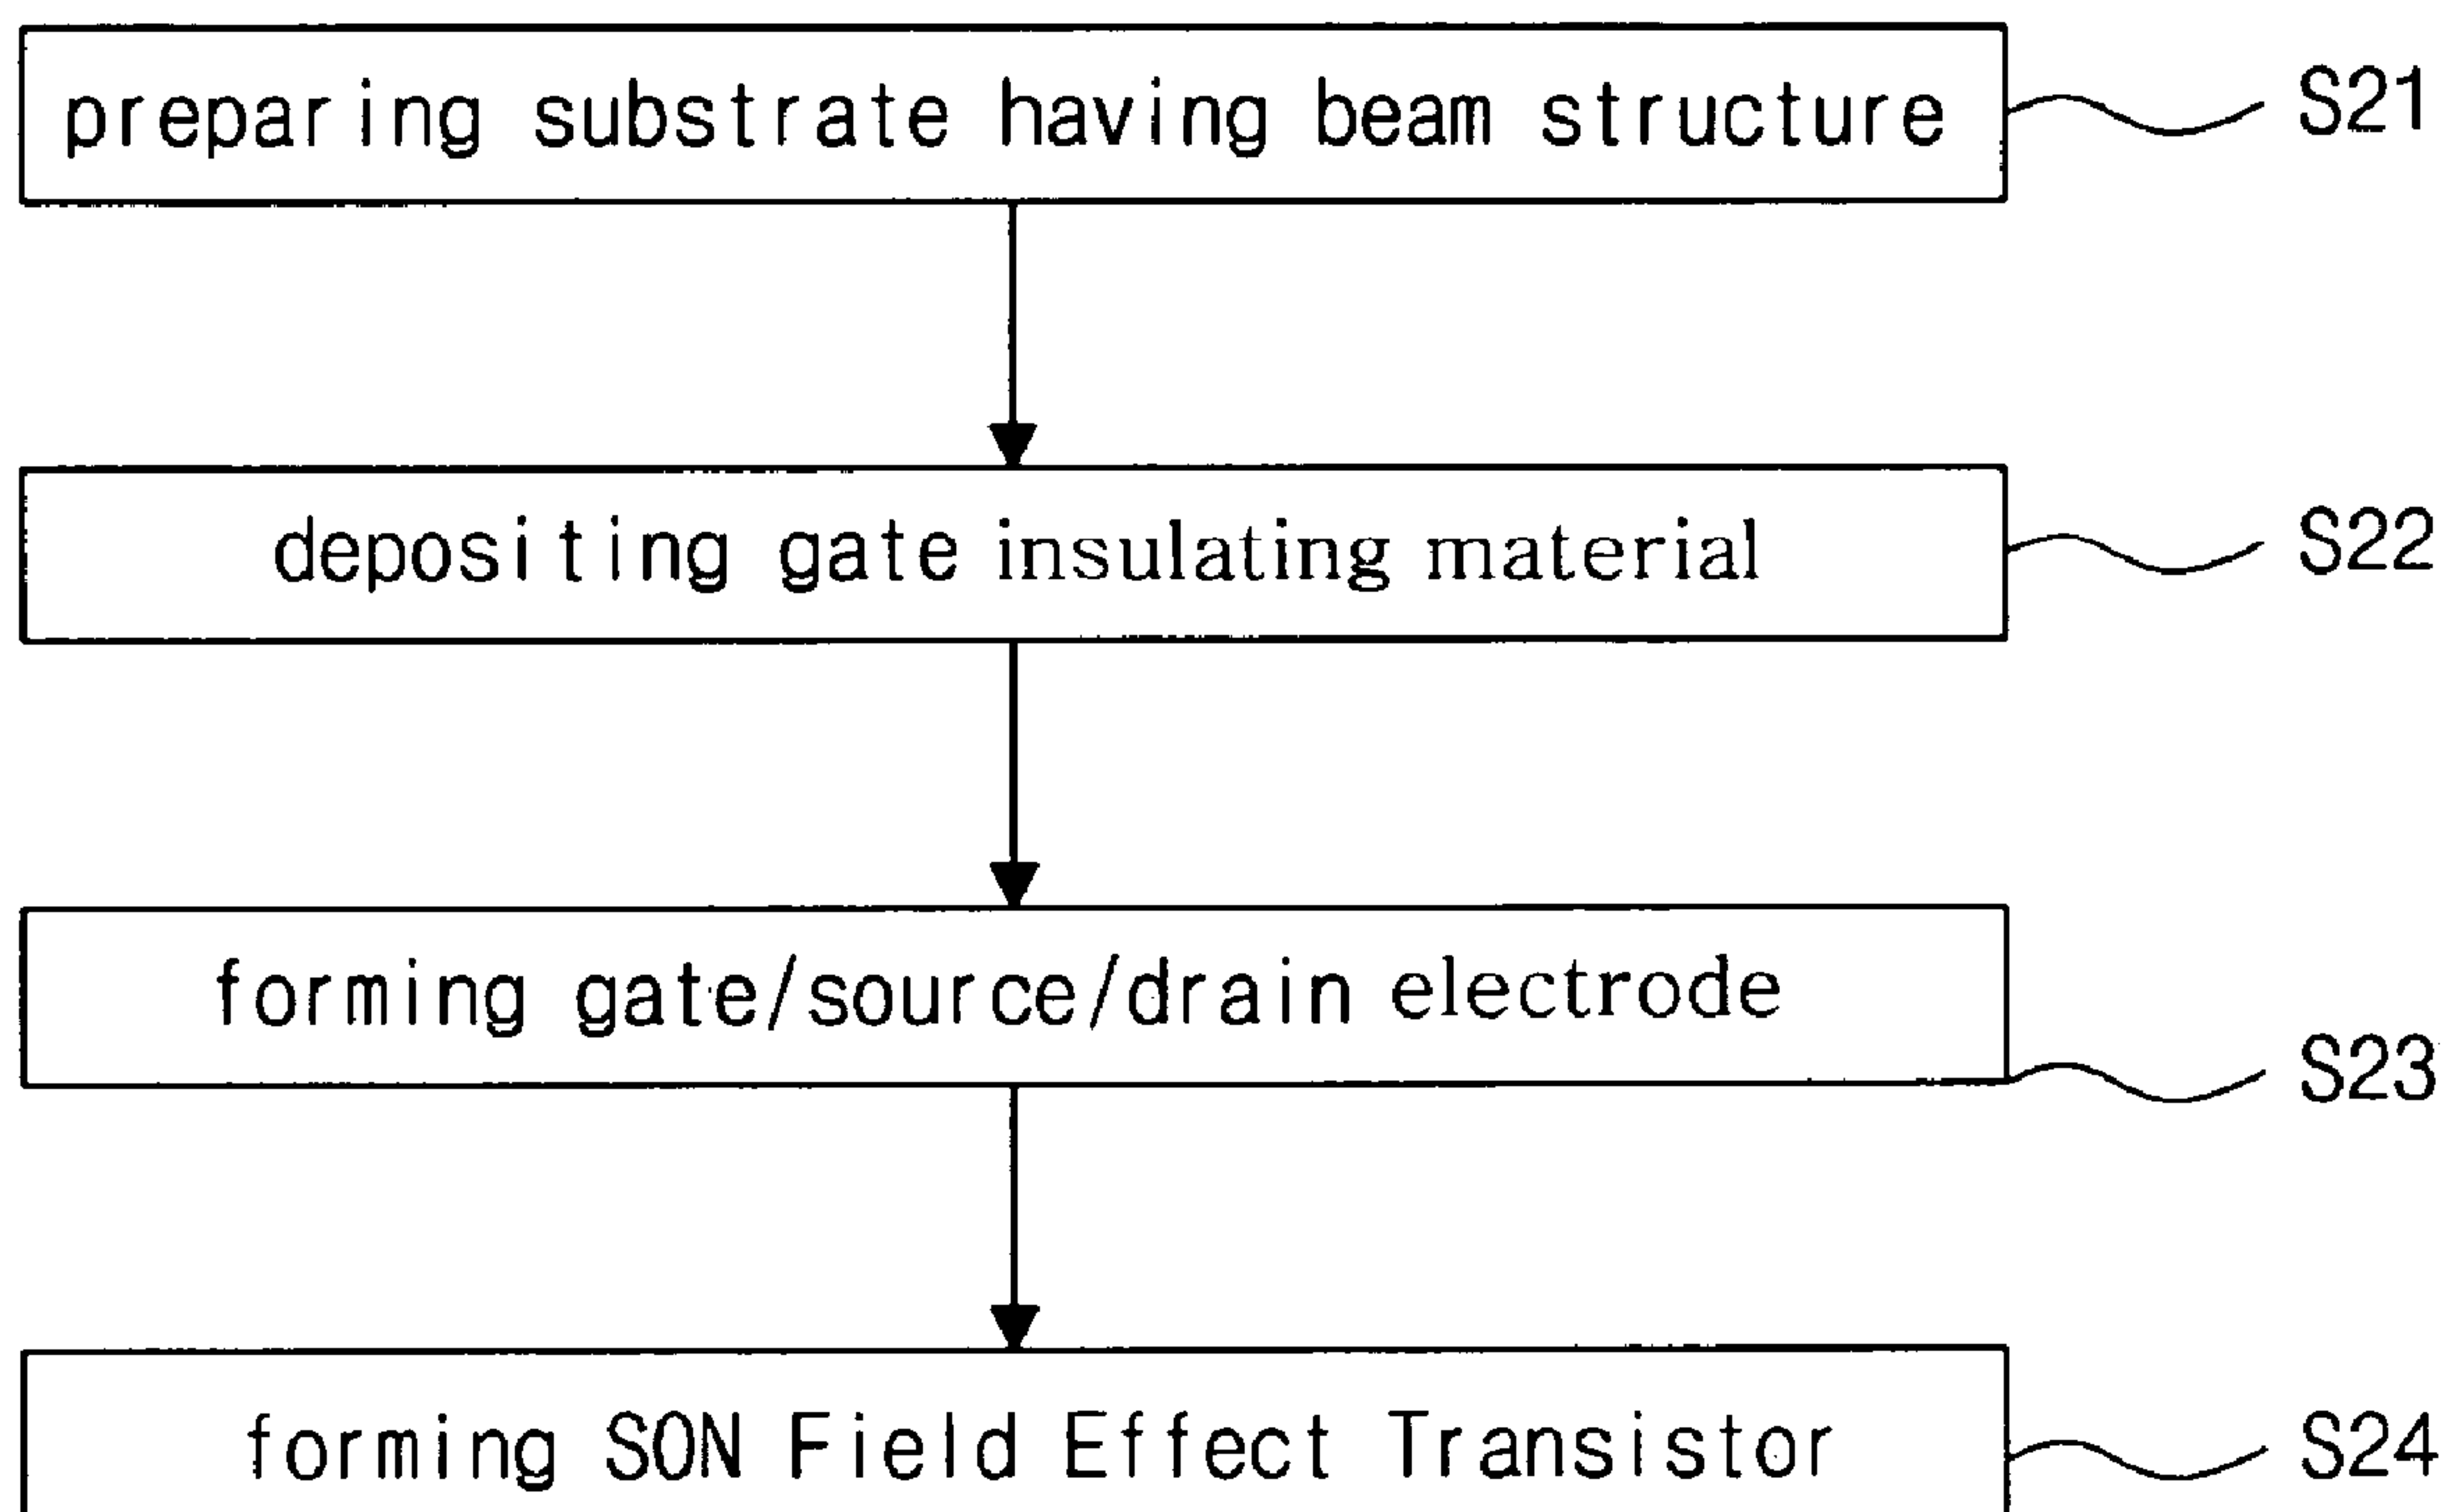 preparing substrate having beam structure S21
depositing gate insulating material S22
forming gate/source/drain electrode S23
forming SON Field Effect Transistor S24